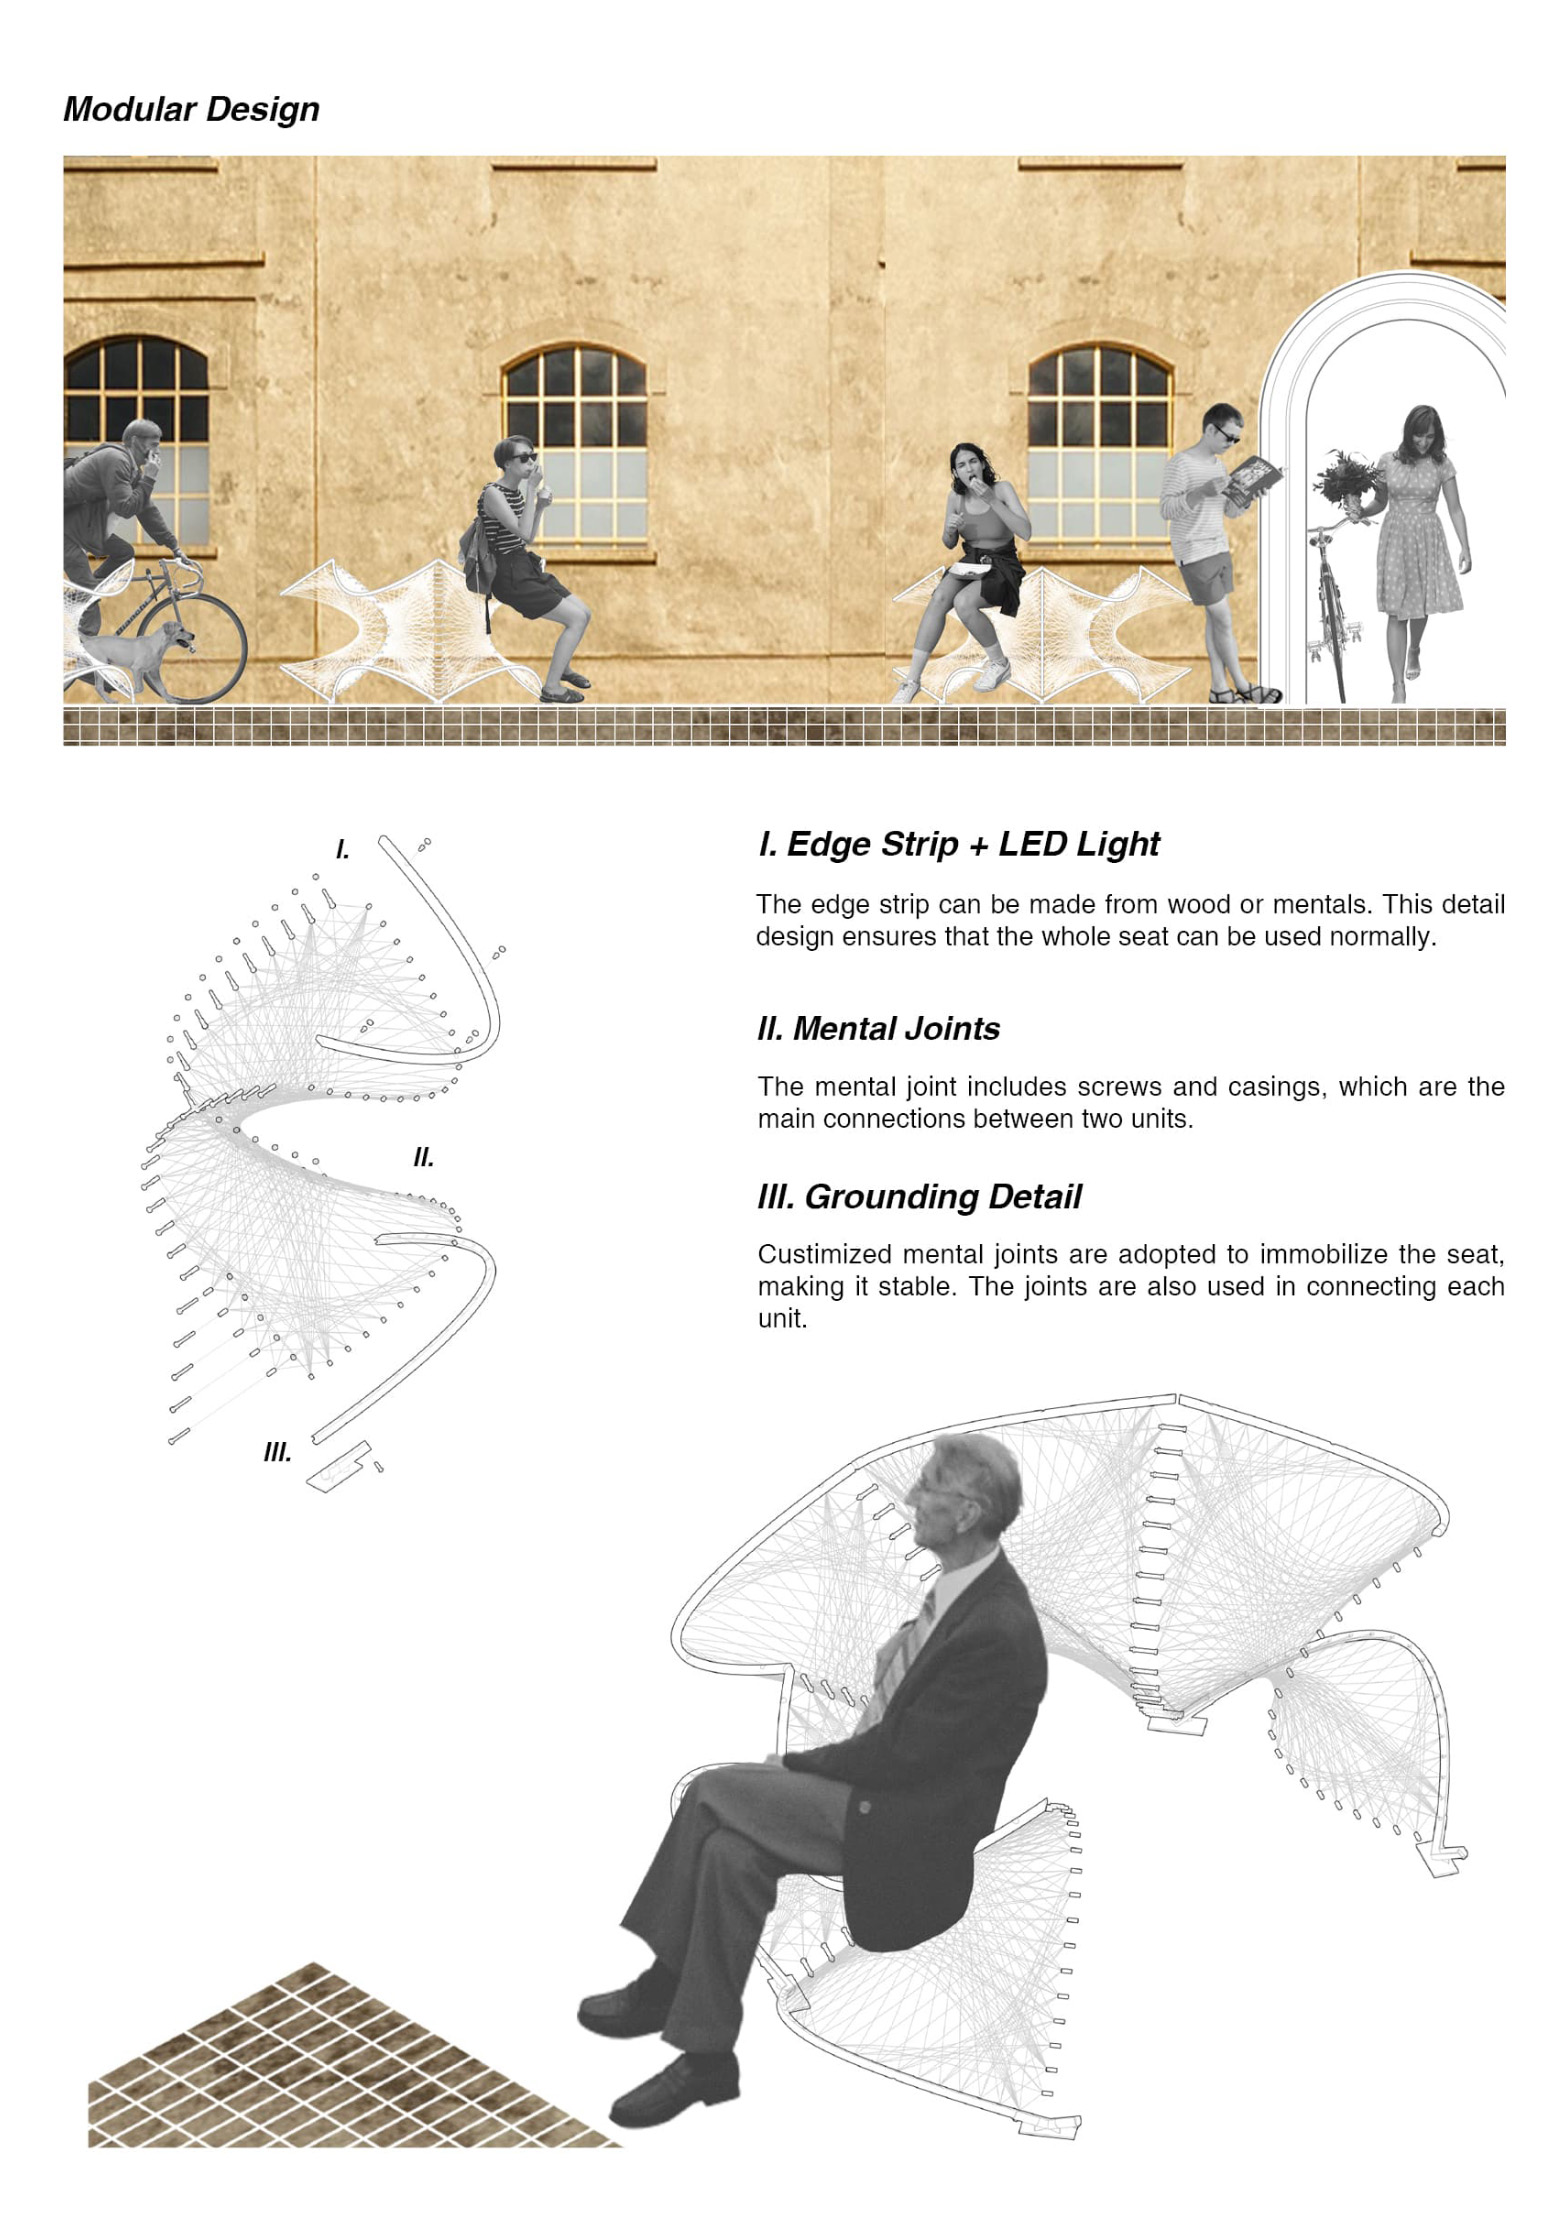 Modular Design
I.
II.
III.
I. Edge Strip + LED Light
The edge strip can be made from wood or mentals. This detail
design ensures that the whole seat can be used normally.
II. Mental Joints
The mental joint includes screws and casings, which are the
main connections between two units.
III. Grounding Detail
Custimized mental joints are adopted to immobilize the seat,
making it stable. The joints are also used in connecting each
unit.